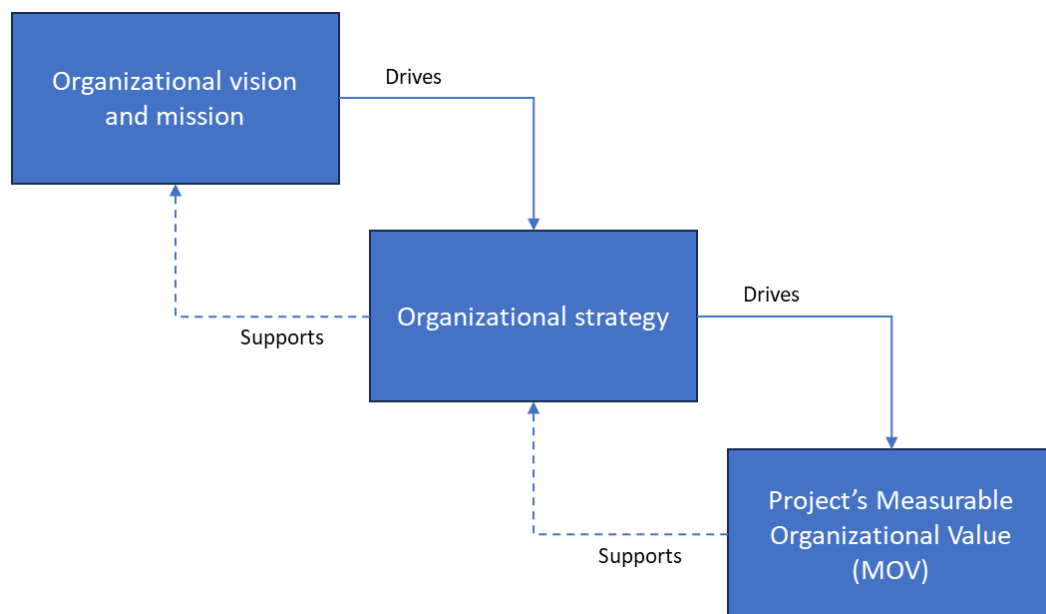 Organizational vision
and mission
Drives
Organizational strategy
Supports
Drives
Project’s Measurable
Organizational Value
(MOV)
Supports